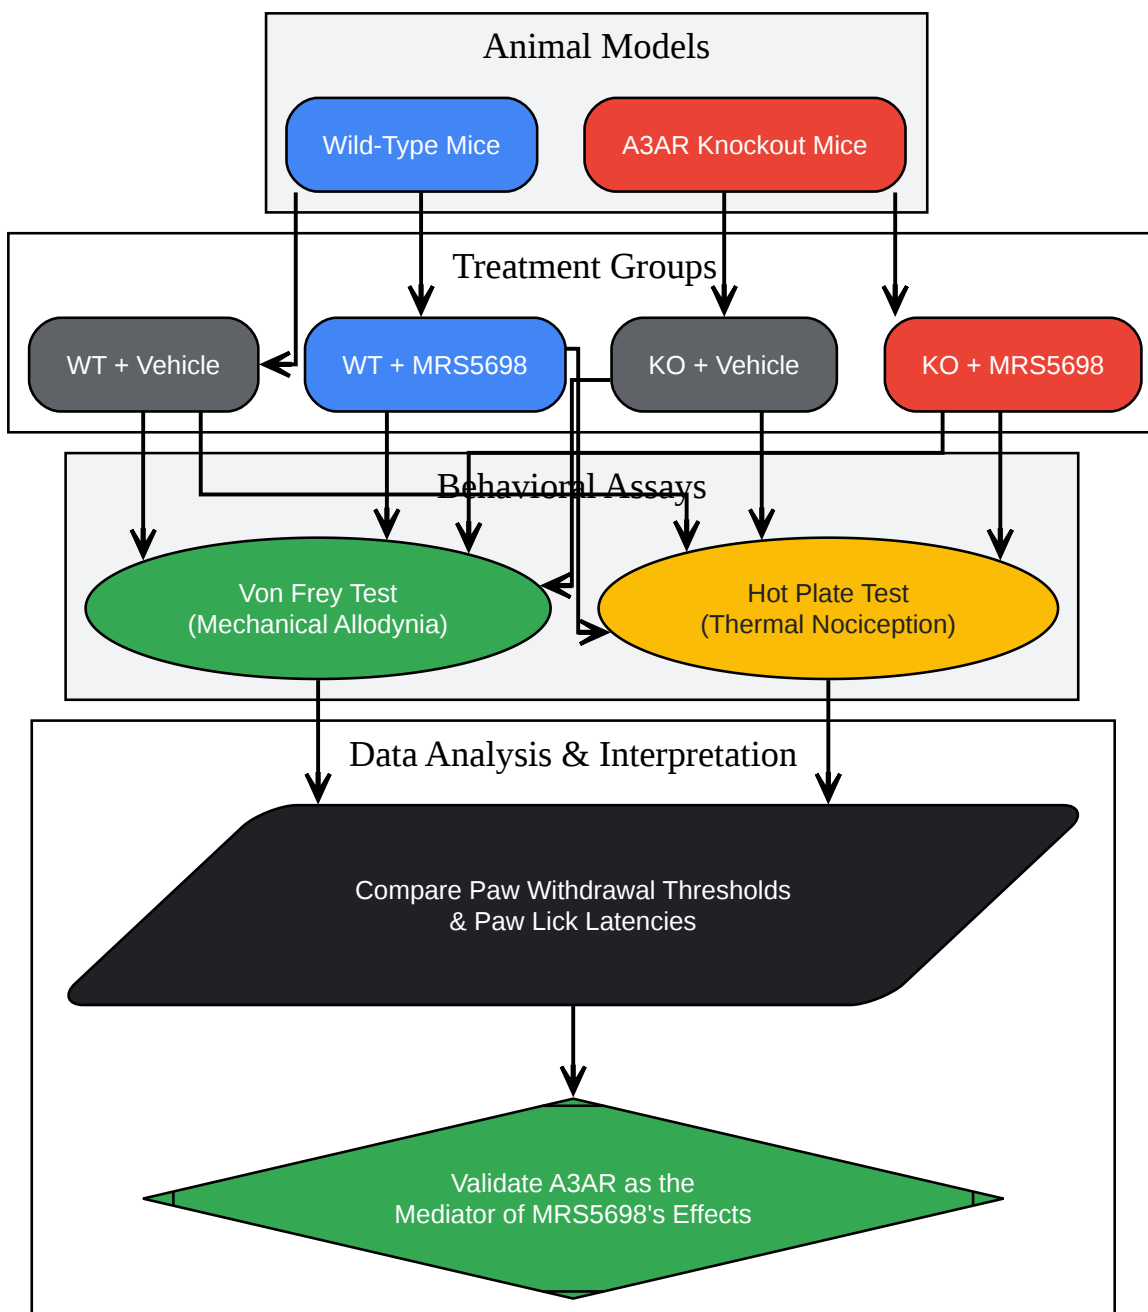 Animal Models
Wild-Type Mice
A3AR Knockout Mice
Treatment Groups
WT + Vehicle
WT + MRS5698
KO + Vehicle
KO + MRS5698
Behavioral Assays
Von Frey Test
(Mechanical Allodynia)
Hot Plate Test
(Thermal Nociception)
Data Analysis & Interpretation
Compare Paw Withdrawal Thresholds
& Paw Lick Latencies
Validate A3AR as the
Mediator of MRS5698's Effects